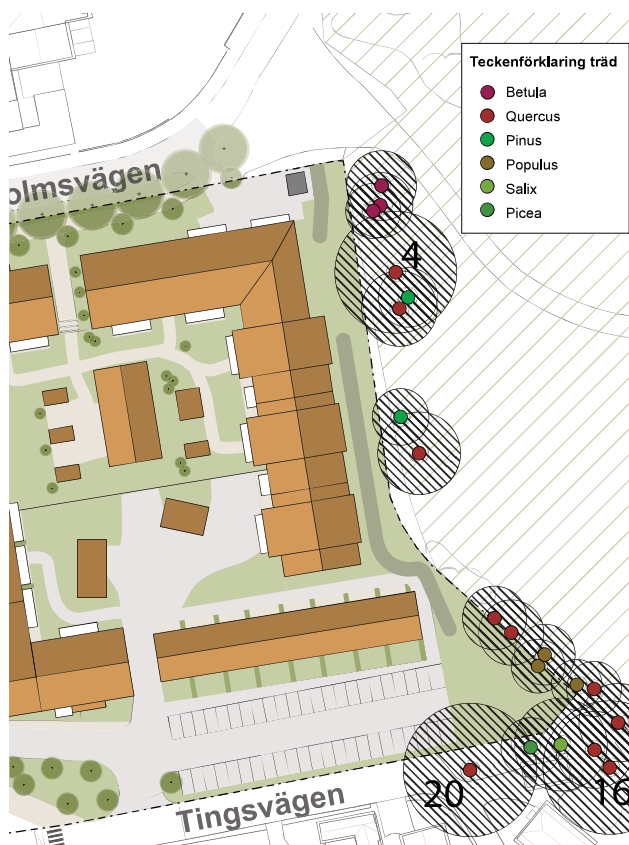 Teckenförklaring träd
Betula
Quercus
Pinus
Populus
Salix
Picea
olmsvägen
4
20
16
Tingsvägen